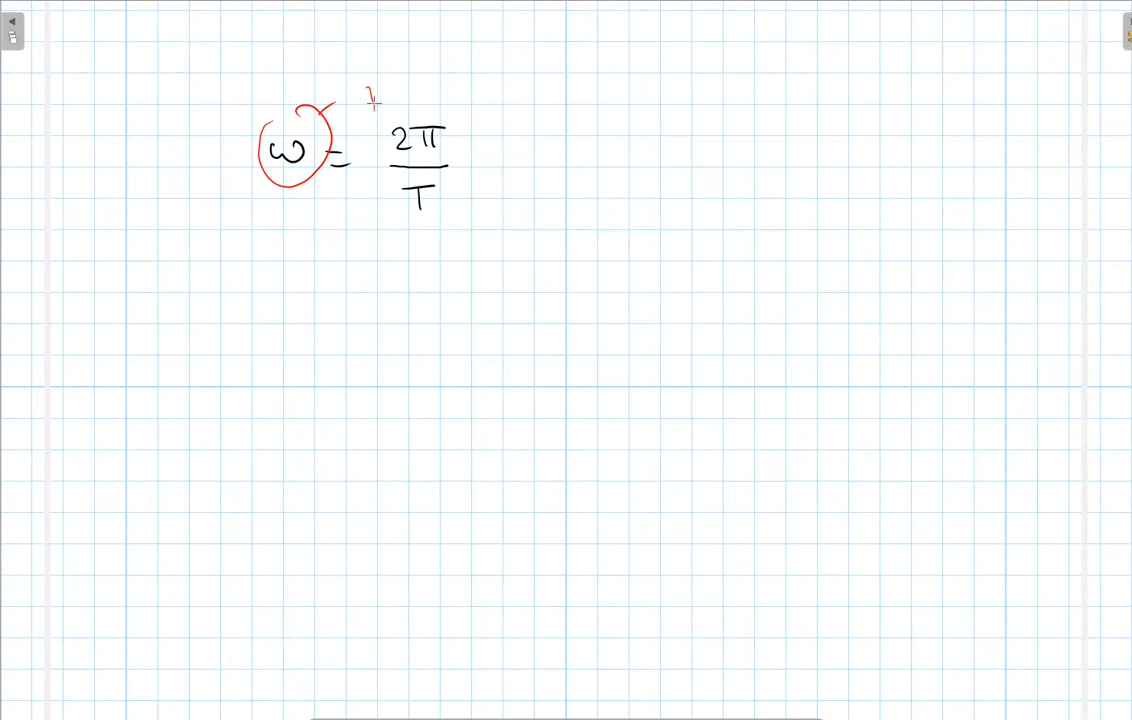 ω = 2π / T